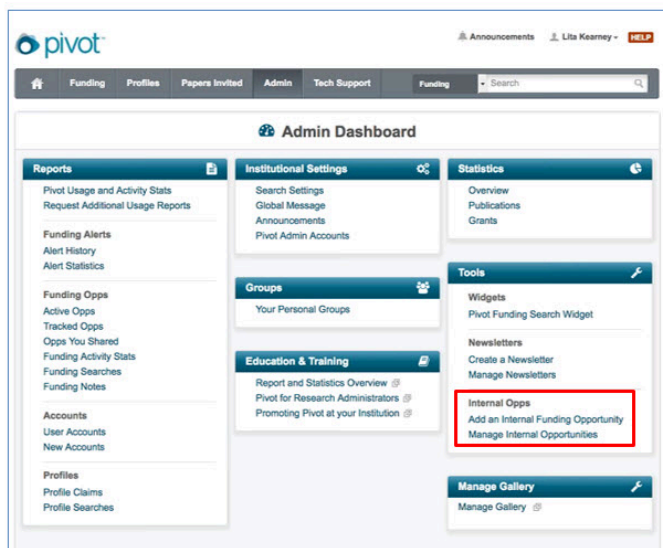 pivot
Announcements Lita Kearney HELP
Funding Profiles Papers Invited Admin Tech Support Funding Search
Admin Dashboard
Reports
Pivot Usage and Activity Stats
Request Additional Usage Reports
Funding Alerts
Alert History
Alert Statistics
Funding Opps
Active Opps
Tracked Opps
Opps You Shared
Funding Activity Stats
Funding Searches
Funding Notes
Accounts
User Accounts
New Accounts
Profiles
Profile Claims
Profile Searches
Institutional Settings
Search Settings
Global Message
Announcements
Pivot Admin Accounts
Groups
Your Personal Groups
Education & Training
Report and Statistics Overview
Pivot for Research Administrators
Promoting Pivot at your Institution
Statistics
Overview
Publications
Grants
Tools
Widgets
Pivot Funding Search Widget
Newsletters
Create a Newsletter
Manage Newsletters
Internal Opps
Add an Internal Funding Opportunity
Manage Internal Opportunities
Manage Gallery
Manage Gallery